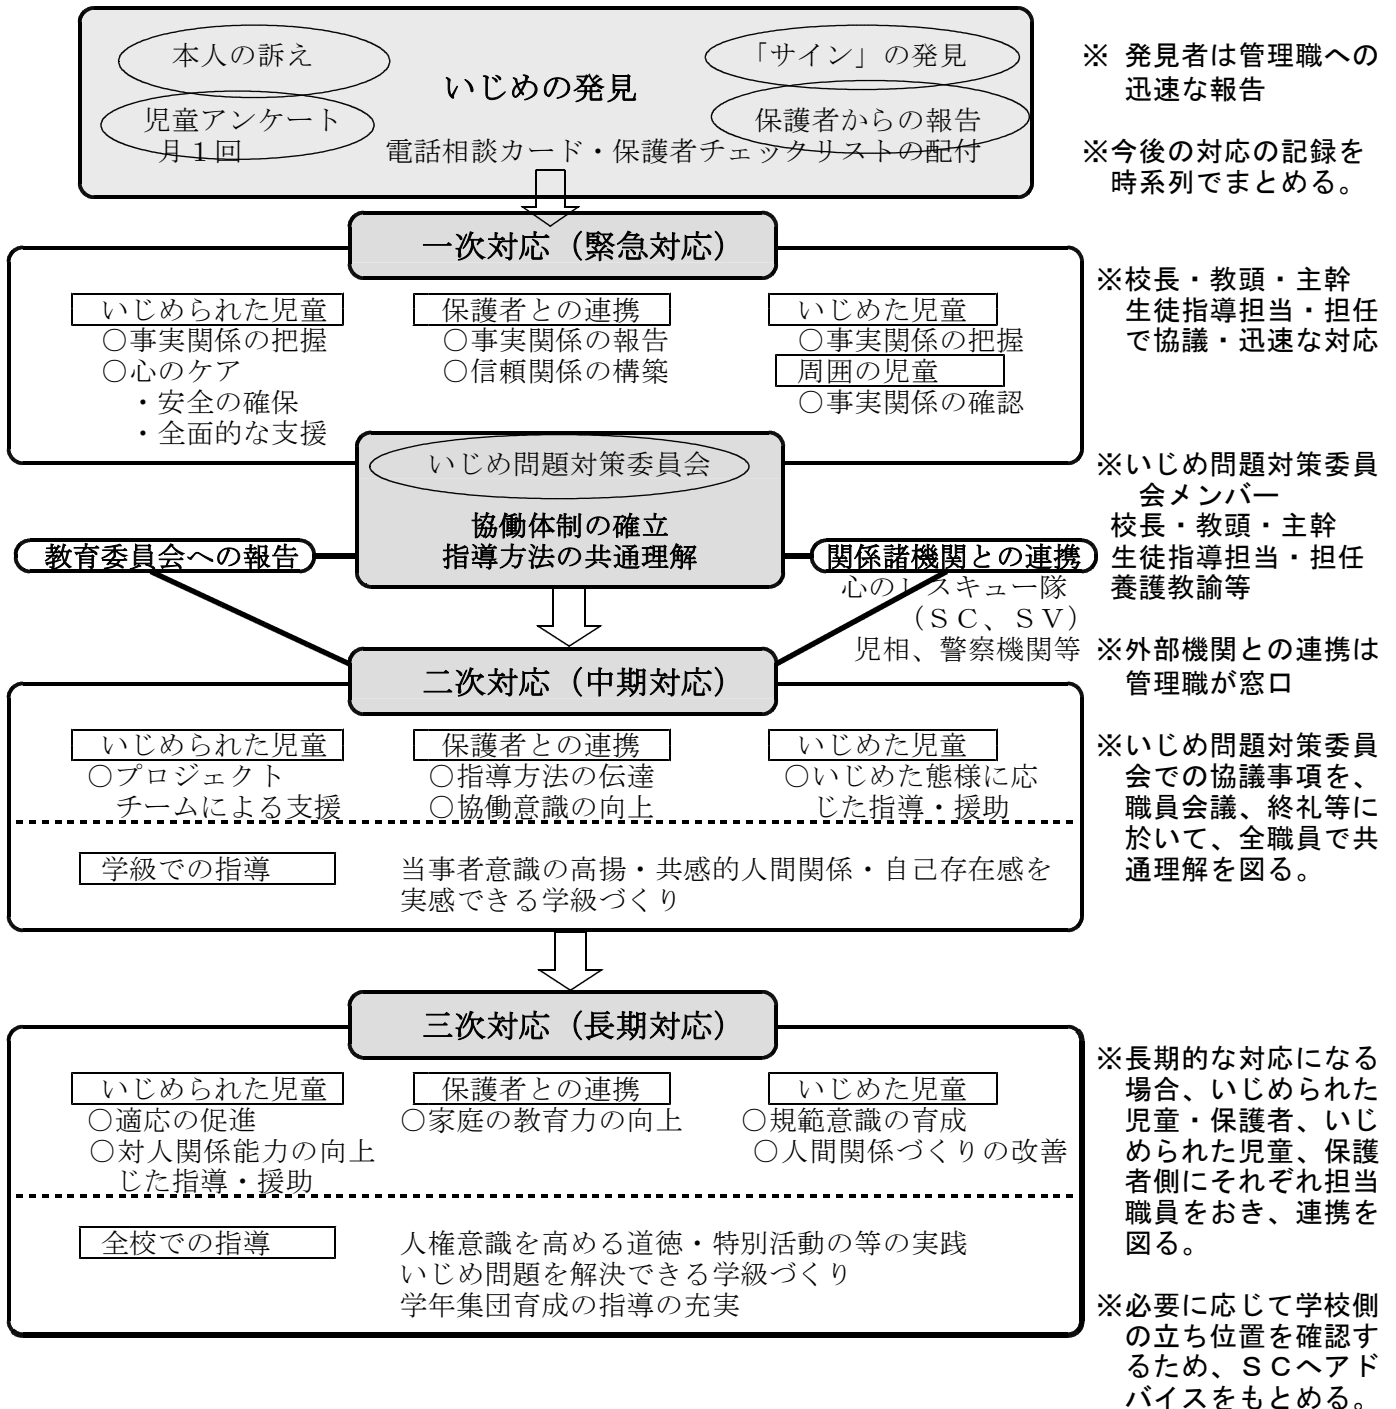 本人の訴え
「サイン」の発見
いじめの発見
児童アンケート
月1回
保護者からの報告
電話相談カード・保護者チェックリストの配付
※ 発見者は管理職への
迅速な報告
※今後の対応の記録を
時系列でまとめる。
一次対応（緊急対応）
いじめられた児童
○事実関係の把握
○心のケア
・安全の確保
・全面的な支援
保護者との連携
○事実関係の報告
○信頼関係の構築
いじめた児童
○事実関係の把握
周囲の児童
○事実関係の確認
※校長・教頭・主幹
生徒指導担当・担任
で協議・迅速な対応
いじめ問題対策委員会
協働体制の確立
指導方法の共通理解
教育委員会への報告
関係諸機関との連携
心のレスキュー隊
（ＳＣ、ＳＶ）
児相、警察機関等
※いじめ問題対策委員
会メンバー
校長・教頭・主幹
生徒指導担当・担任
養護教諭等
※外部機関との連携は
管理職が窓口
二次対応（中期対応）
いじめられた児童
○プロジェクト
チームによる支援
保護者との連携
○指導方法の伝達
○協働意識の向上
いじめた児童
○いじめた態様に応
じた指導・援助
学級での指導
当事者意識の高揚・共感的人間関係・自己存在感を
実感できる学級づくり
※いじめ問題対策委員
会での協議事項を、
職員会議、終礼等に
於いて、全職員で共
通理解を図る。
三次対応（長期対応）
いじめられた児童
○適応の促進
○対人関係能力の向上
じた指導・援助
保護者との連携
○家庭の教育力の向上
いじめた児童
○規範意識の育成
○人間関係づくりの改善
全校での指導
人権意識を高める道徳・特別活動の等の実践
いじめ問題を解決できる学級づくり
学年集団育成の指導の充実
※長期的な対応になる
場合、いじめられた
児童・保護者、いじ
められた児童、保護
者側にそれぞれ担当
職員をおき、連携を
図る。
※必要に応じて学校側
の立ち位置を確認す
るため、ＳＣへアド
バイスをもとめる。